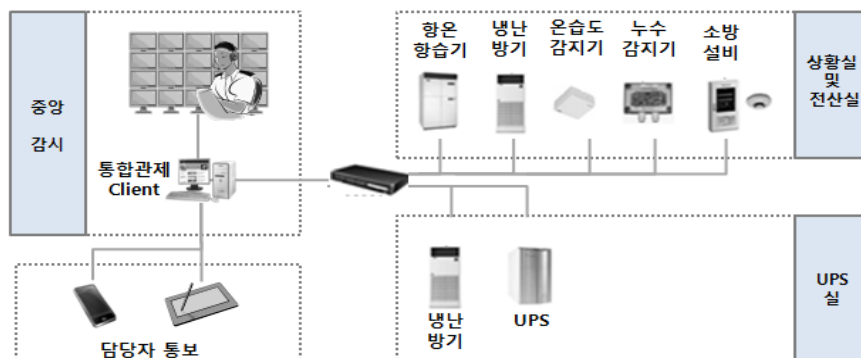 중앙
감시
통합관제
Client
담당자 통보
항온
항습기
냉난
방기
온습도
감지기
누수
감지기
소방
설비
상황실
및
전산실
냉난
방기
UPS
UPS
실